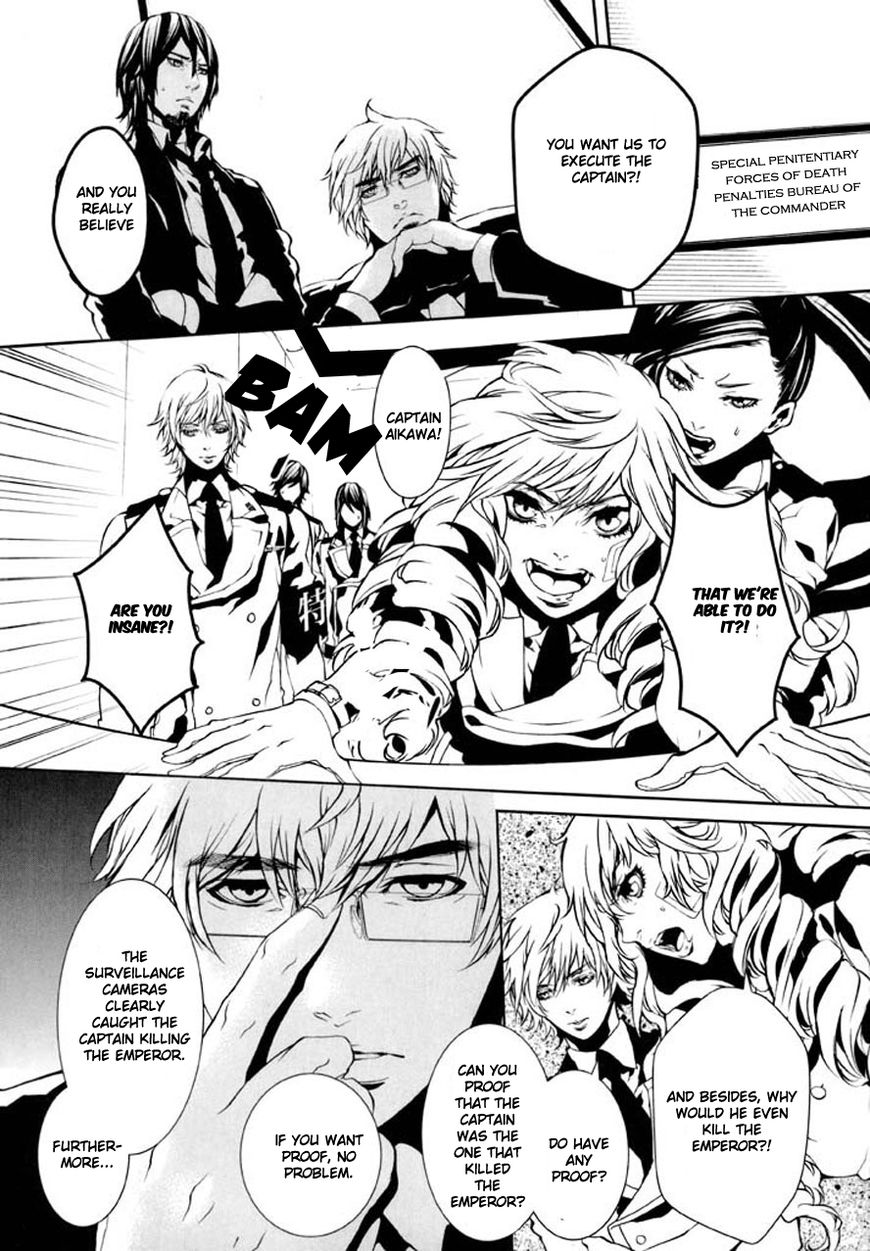 SPECIAL PENITENTIARY
FORCES OF DEATH
PENALTIES BUREAU OF
THE COMMANDER
YOU WANT US TO
EXECUTE THE
CAPTAIN?!
AND YOU
REALLY
BELIEVE
BAM
CAPTAIN
AIKAWA!
THAT WE'RE
ABLE TO DO
IT?!
ARE YOU
INSANE?!
特
AND BESIDES, WHY
WOULD HE EVEN
KILL THE
EMPEROR?!
DO HAVE
ANY
PROOF?
CAN YOU
PROOF
THAT THE
CAPTAIN
WAS THE
ONE THAT
KILLED
THE
EMPEROR?
IF YOU WANT
PROOF, NO
PROBLEM.
THE
SURVEILLANCE
CAMERAS
CLEARLY
CAUGHT THE
CAPTAIN KILLING
THE EMPEROR.
FURTHER-
MORE...